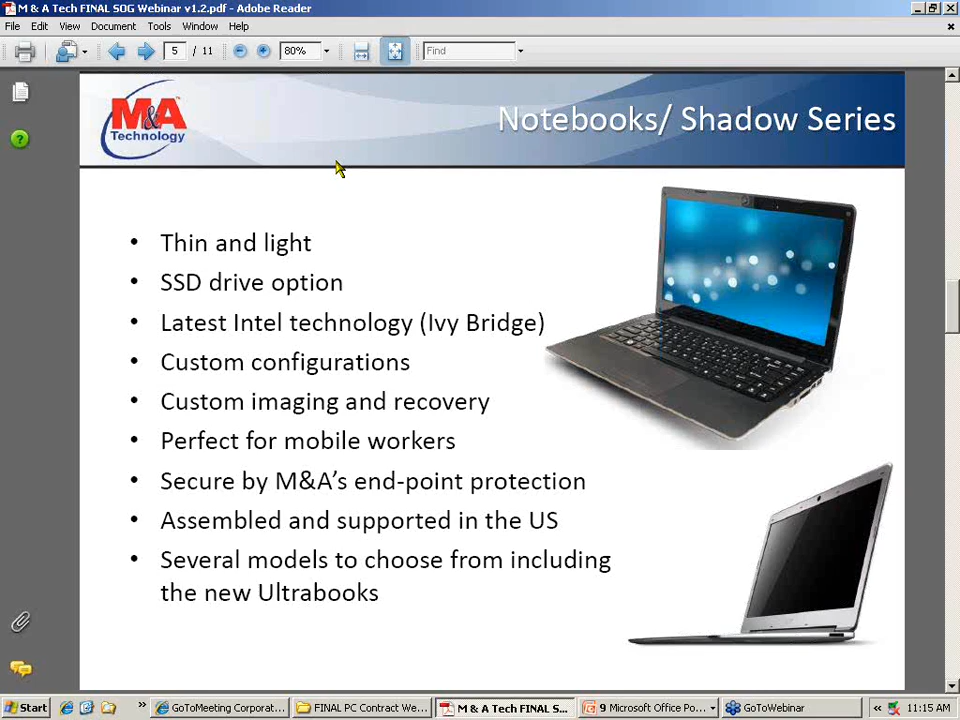 M & A Tech FINAL SOG Webinar v1.2.pdf - Adobe Reader
File Edit View Document Tools Window Help
5 / 11 80% Find
M&A
Technology
Notebooks/ Shadow Series
• Thin and light
• SSD drive option
• Latest Intel technology (Ivy Bridge)
• Custom configurations
• Custom imaging and recovery
• Perfect for mobile workers
• Secure by M&A's end-point protection
• Assembled and supported in the US
• Several models to choose from including
the new Ultrabooks
Start GoToMeeting Corporat... FINAL PC Contract We... M & A Tech FINAL S... 9 Microsoft Office Po... GoToWebinar 11:15 AM